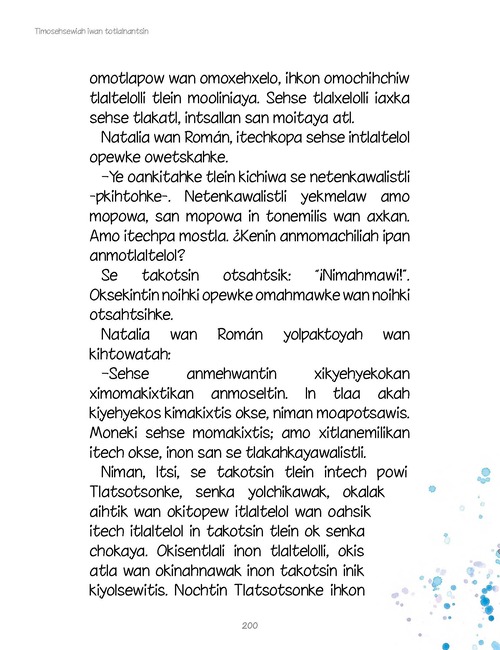 Timosehsewiah iwan totlalnantsin
omotlapow wan omoxehxelo, ihkon omochihchiw
tlaltelolli tlein mooliniaya. Sehse tlalxelolli iaxka
sehse tlakatl, intsallan san moitaya atl.
Natalia wan Román, itechkopa sehse intlaltelol
opewke owetskahke.
–Ye oankitahke tlein kichiwa se netenkawalistli
-pkihtohke-. Netenkawalistli yekmelaw amo
mopowa, san mopowa in tonemilis wan axkan.
Amo itechpa mostla. ¿Kenin anmomachiliah ipan
anmotlaltelol?
Se takotsin otsahtsik: “¡Nimahmawi!”.
Oksekintin noihki opewke omahmawke wan noihki
otsahtsihke.
Natalia wan Román yolpaktoyah wan
kihtowatah:
–Sehse anmehwantin xikyehyekokan
ximomakixtikan anmoseltin. In tlaa akah
kiyehyekos kimakixtis okse, niman moapotsawis.
Moneki sehse momakixtis; amo xitlanemilikan
itech okse, inon san se tlakahkayawalistli.
Niman, Itsi, se takotsin tlein intech powi
Tlatsotsonke, senka yolchikawak, okalak
aihtik wan okitopew itlaltelol wan oahsik
itech itlaltelol in takotsin tlein ok senka
chokaya. Okisentlali inon tlaltelolli, okis
atla wan okinahnawak inon takotsin inik
kiyolsewitis. Nochtin Tlatsotsonke ihkon
200